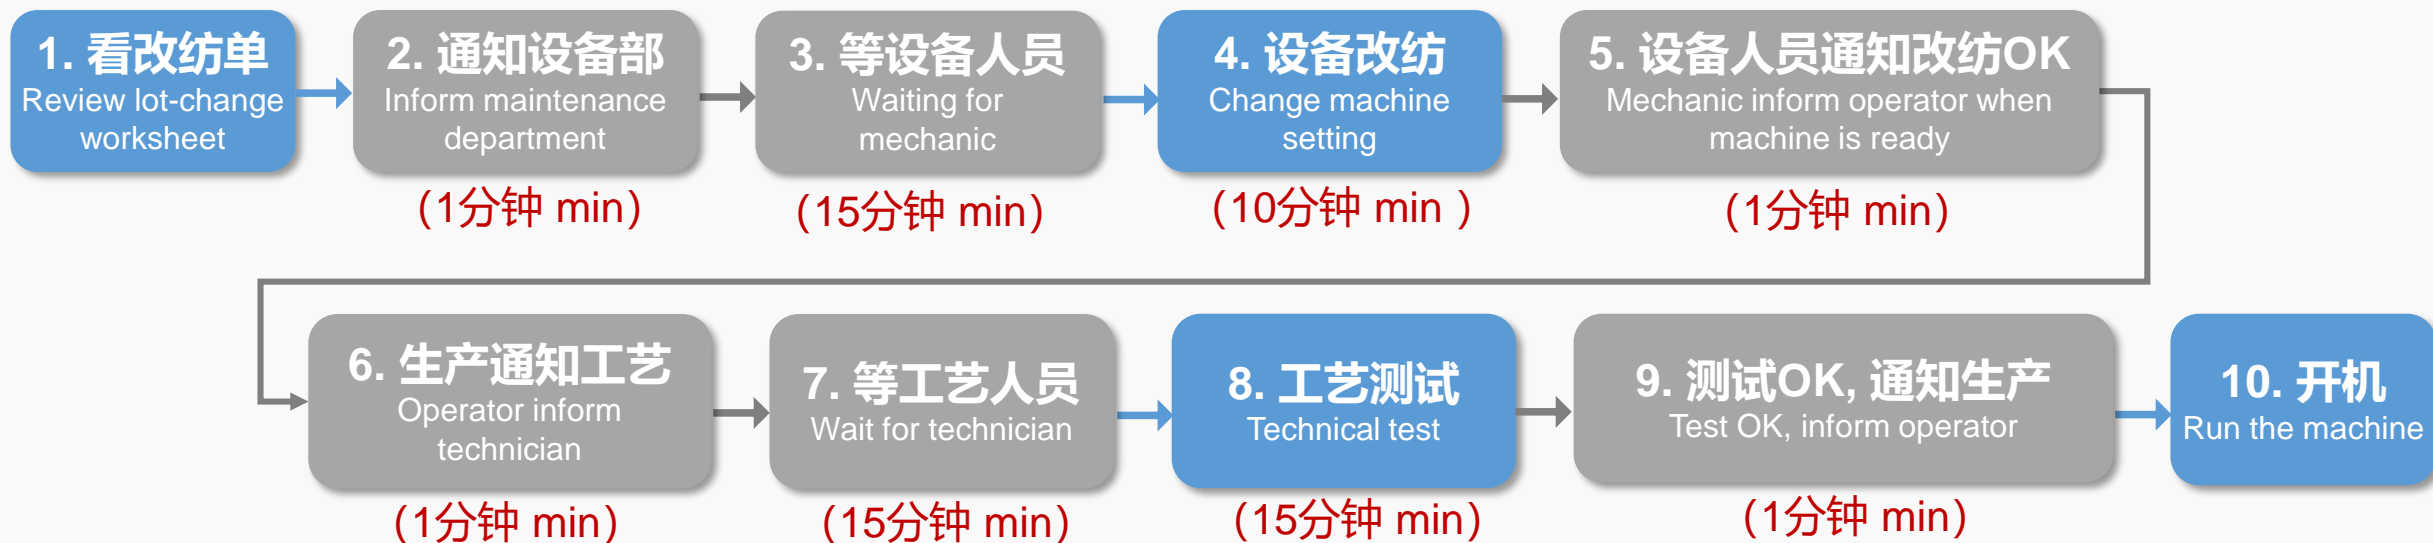 1. 看改纺单
Review lot-change
worksheet
2. 通知设备部
Inform maintenance
department
(1分钟 min)
3. 等设备人员
Waiting for
mechanic
(15分钟 min)
4. 设备改纺
Change machine
setting
(10分钟 min )
5. 设备人员通知改纺OK
Mechanic inform operator when
machine is ready
(1分钟 min)
6. 生产通知工艺
Operator inform
technician
(1分钟 min)
7. 等工艺人员
Wait for technician
(15分钟 min)
8. 工艺测试
Technical test
(15分钟 min)
9. 测试OK, 通知生产
Test OK, inform operator
(1分钟 min)
10. 开机
Run the machine